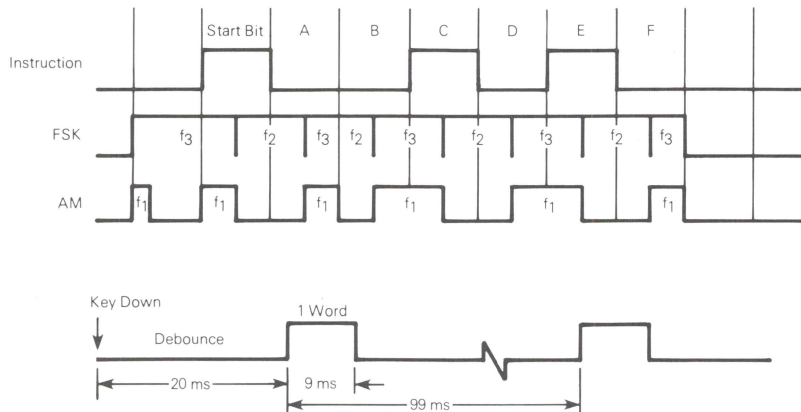 Start Bit A B C D E F
Instruction
FSK f3 f2 f3 f2 f3 f2 f3 f2 f3
AM f1 f1 f1 f1 f1 f1
Key Down
1 Word
Debounce
20 ms 9 ms
99 ms